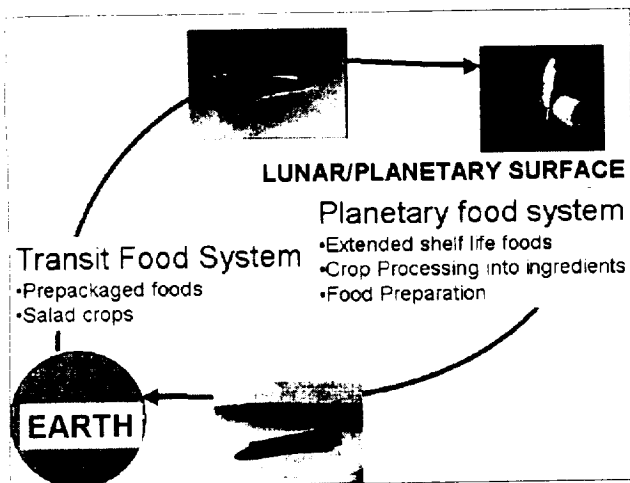 LUNAR/PLANETARY SURFACE
Planetary food system
•Extended shelf life foods
•Crop Processing into ingredients
•Food Preparation
Transit Food System
•Prepackaged foods
•Salad crops
EARTH